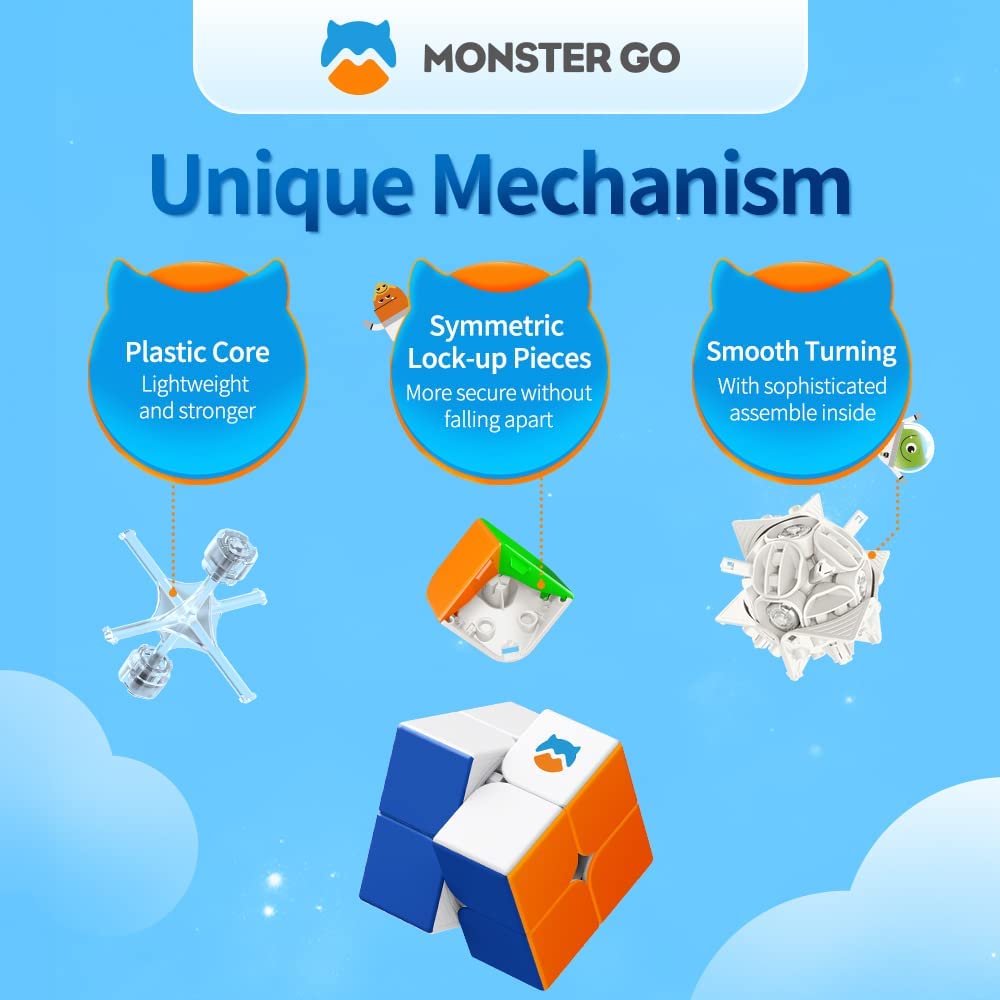 MONSTER GO
Unique Mechanism
Plastic Core
Lightweight
and stronger
Symmetric
Lock-up Pieces
More secure without
falling apart
Smooth Turning
With sophisticated
assemble inside